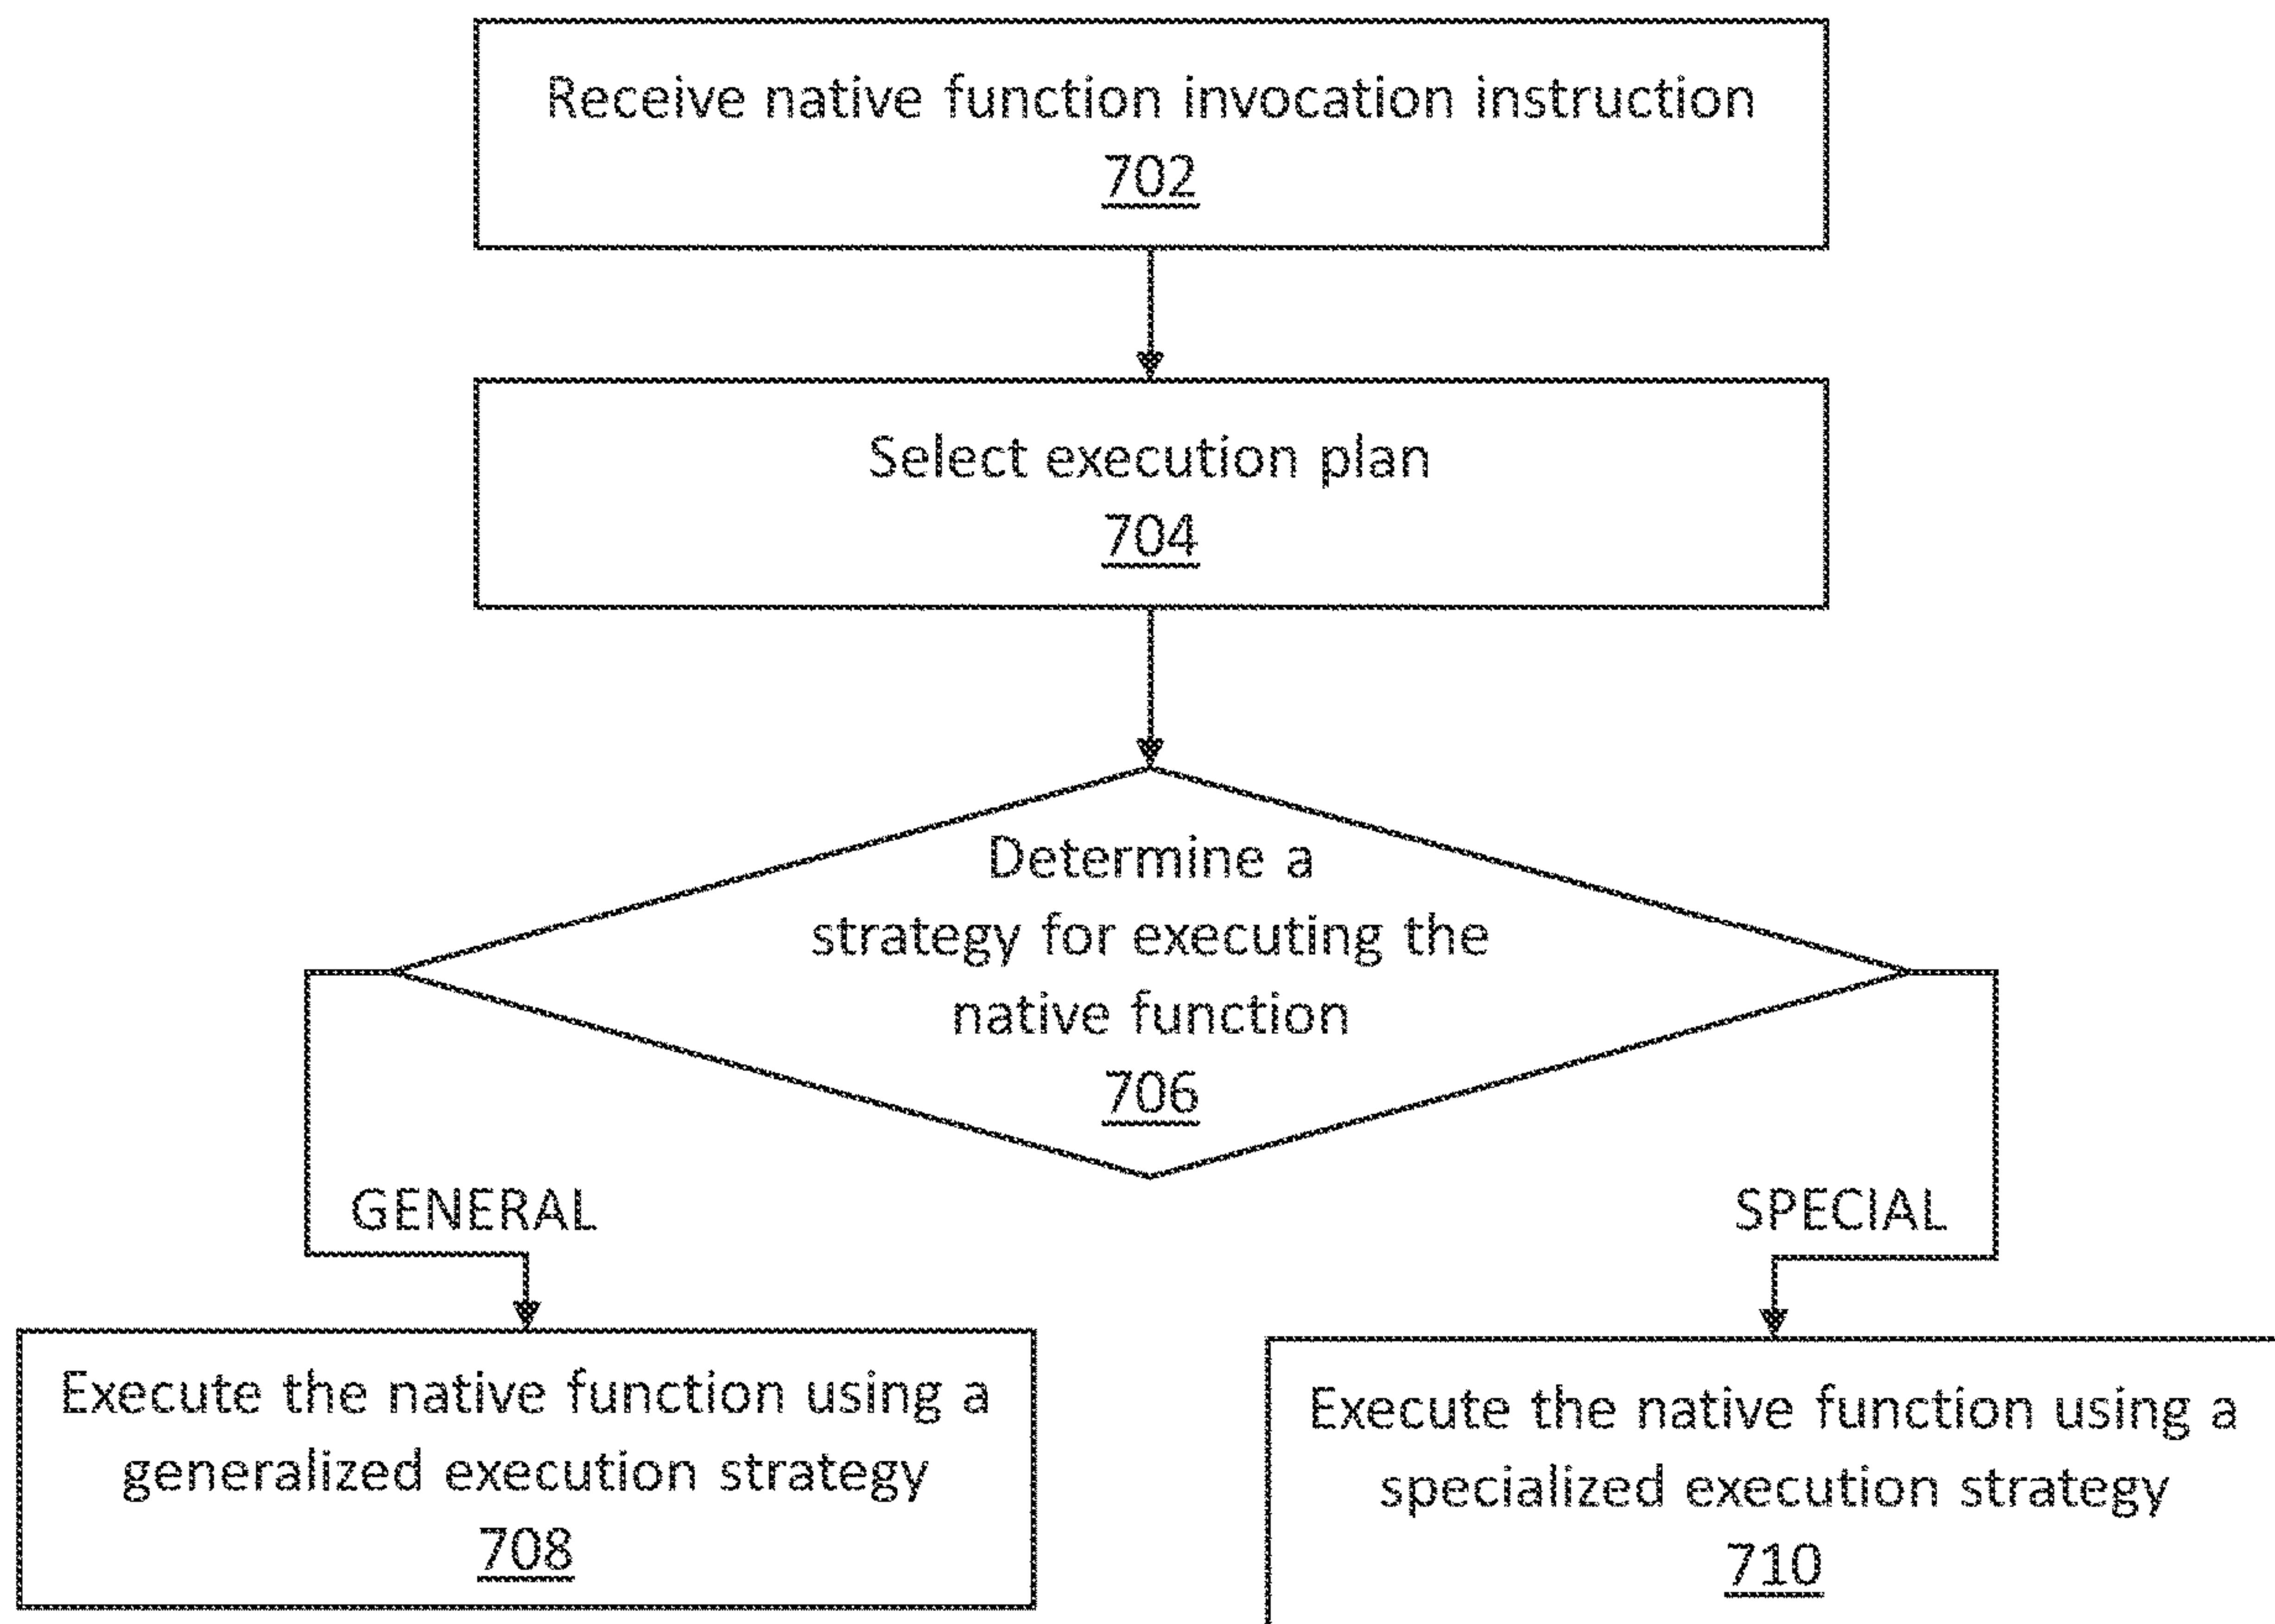 Receive native function invocation instruction
702
Select execution plan
704
Determine a
strategy for executing the
native function
706
GENERAL
SPECIAL
Execute the native function using a
generalized execution strategy
708
Execute the native function using a
specialized execution strategy
710